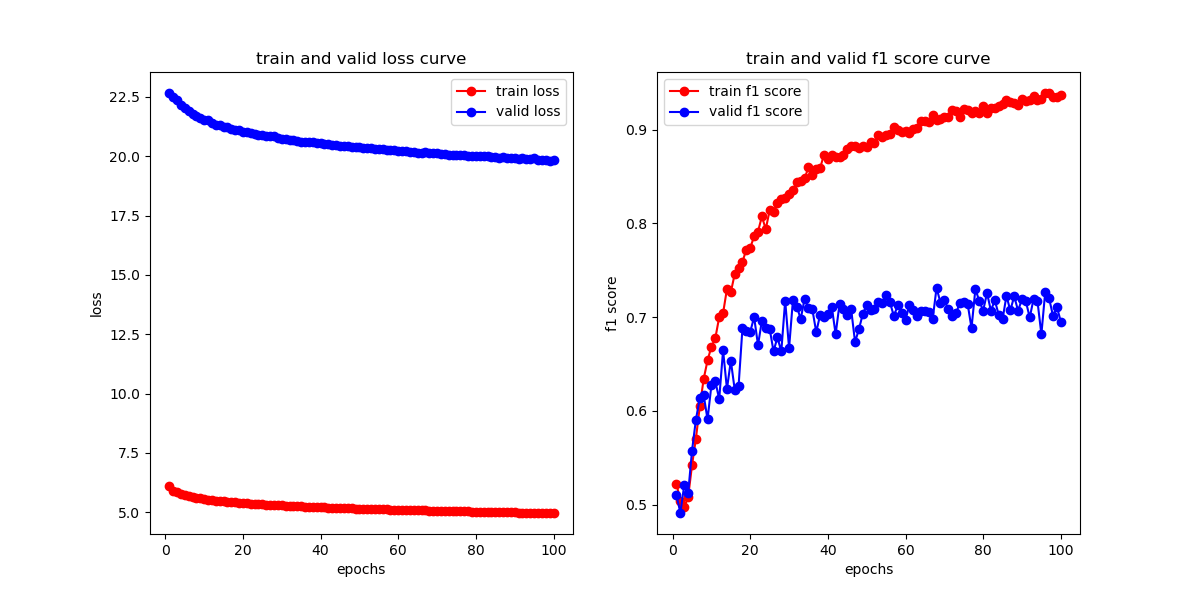 train and valid loss curve
train loss
valid loss
22.5
20.0
17.5
15.0
12.5
10.0
7.5
5.0
loss
0 20 40 60 80 100
epochs
train and valid f1 score curve
train f1 score
valid f1 score
0.9
0.8
0.7
0.6
0.5
f1 score
0 20 40 60 80 100
epochs